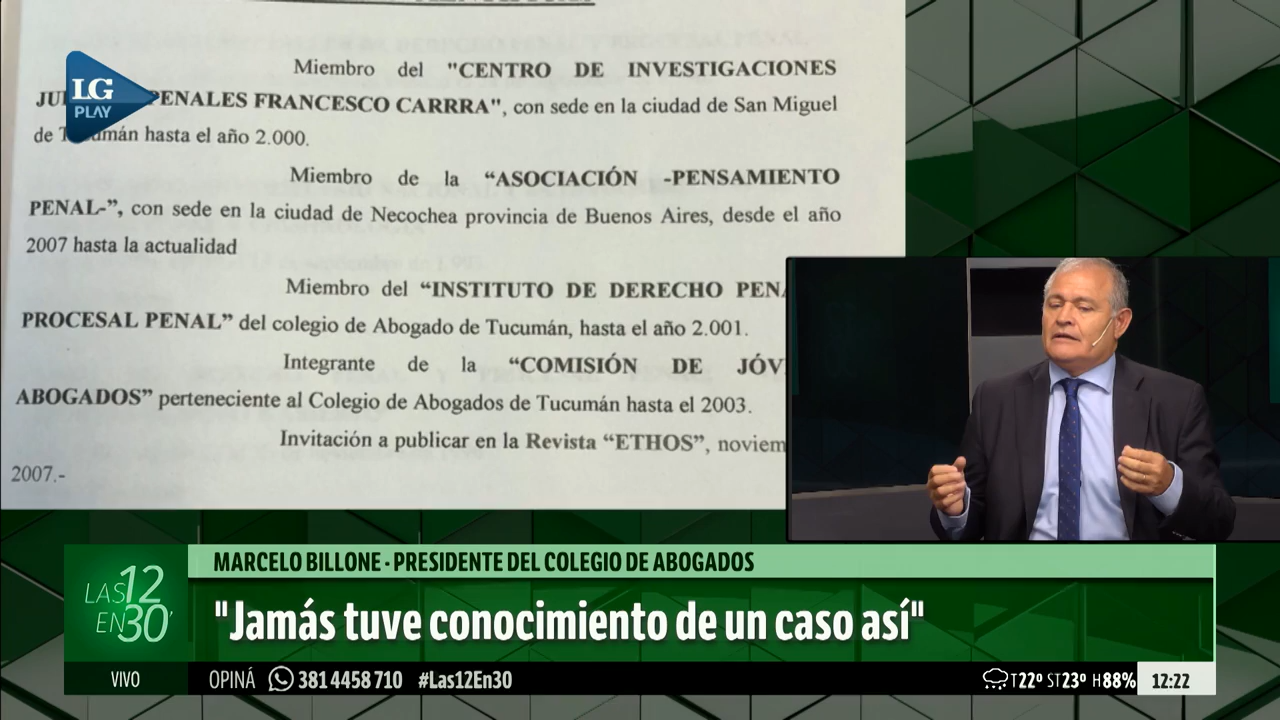 Miembro del "CENTRO DE INVESTIGACIONES
PENALES FRANCESCO CARRRA", con sede en la ciudad de San Miguel
de Tucumán hasta el año 2.000.
Miembro de la “ASOCIACIÓN -PENSAMIENTO
PENAL-”, con sede en la ciudad de Necochea provincia de Buenos Aires, desde el año
2007 hasta la actualidad
Miembro del “INSTITUTO DE DERECHO PENA
PROCESAL PENAL” del colegio de Abogado de Tucumán, hasta el año 2.001.
Integrante de la “COMISIÓN DE JÓV
ABOGADOS” perteneciente al Colegio de Abogados de Tucumán hasta el 2003.
Invitación a publicar en la Revista “ETHOS”, noviem
2007.-
LG
PLAY
MARCELO BILLONE - PRESIDENTE DEL COLEGIO DE ABOGADOS
"Jamás tuve conocimiento de un caso así"
LAS 12
EN 30'
VIVO
OPINÁ 381 4458 710 #Las12En30
T22º ST23º H88%
12:22